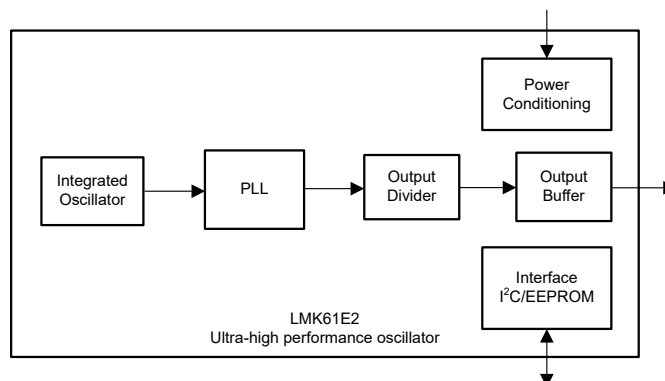 Power
Conditioning
Integrated
Oscillator
PLL
Output
Divider
Output
Buffer
Interface
I²C/EEPROM
LMK61E2
Ultra-high performance oscillator